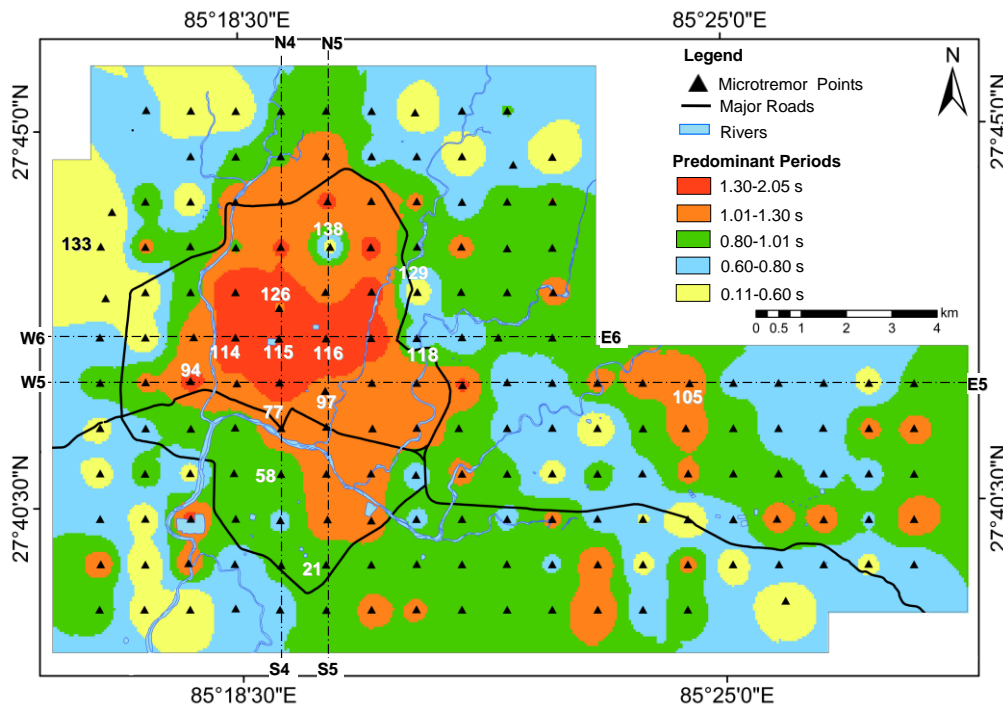 85°18'30"E 85°25'0"E
N4 N5
Legend
N
Microtremor Points
Major Roads
Rivers
27°45'0"N 27°45'0"N
Predominant Periods
1.30-2.05 s
1.01-1.30 s
0.80-1.01 s
0.60-0.80 s
0.11-0.60 s
138
133
129
126
0 0.5 1 2 3 4
km
W6 E6
114 115 116 118
94
W5 E5
97 105
77
58
27°40'30"N 27°40'30"N
21
S4 S5
85°18'30"E 85°25'0"E